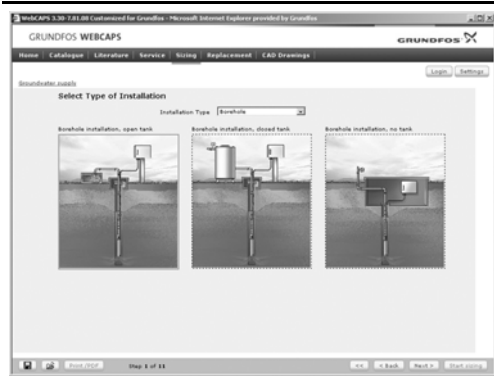 WebCAPS 3.30-7.01.08 Customized for Grundfos - Microsoft Internet Explorer provided by Grundfos
GRUNDFOS WEBCAPS
GRUNDFOS
Home Catalogue Literature Service Sizing Replacement CAD Drawings
Login Settings
Groundwater supply
Select Type of Installation
Installation Type Borehole
Borehole installation, open tank Borehole installation, closed tank Borehole installation, no tank
Print/PDF Step 1 of 11 << < Back Next > Start sizing